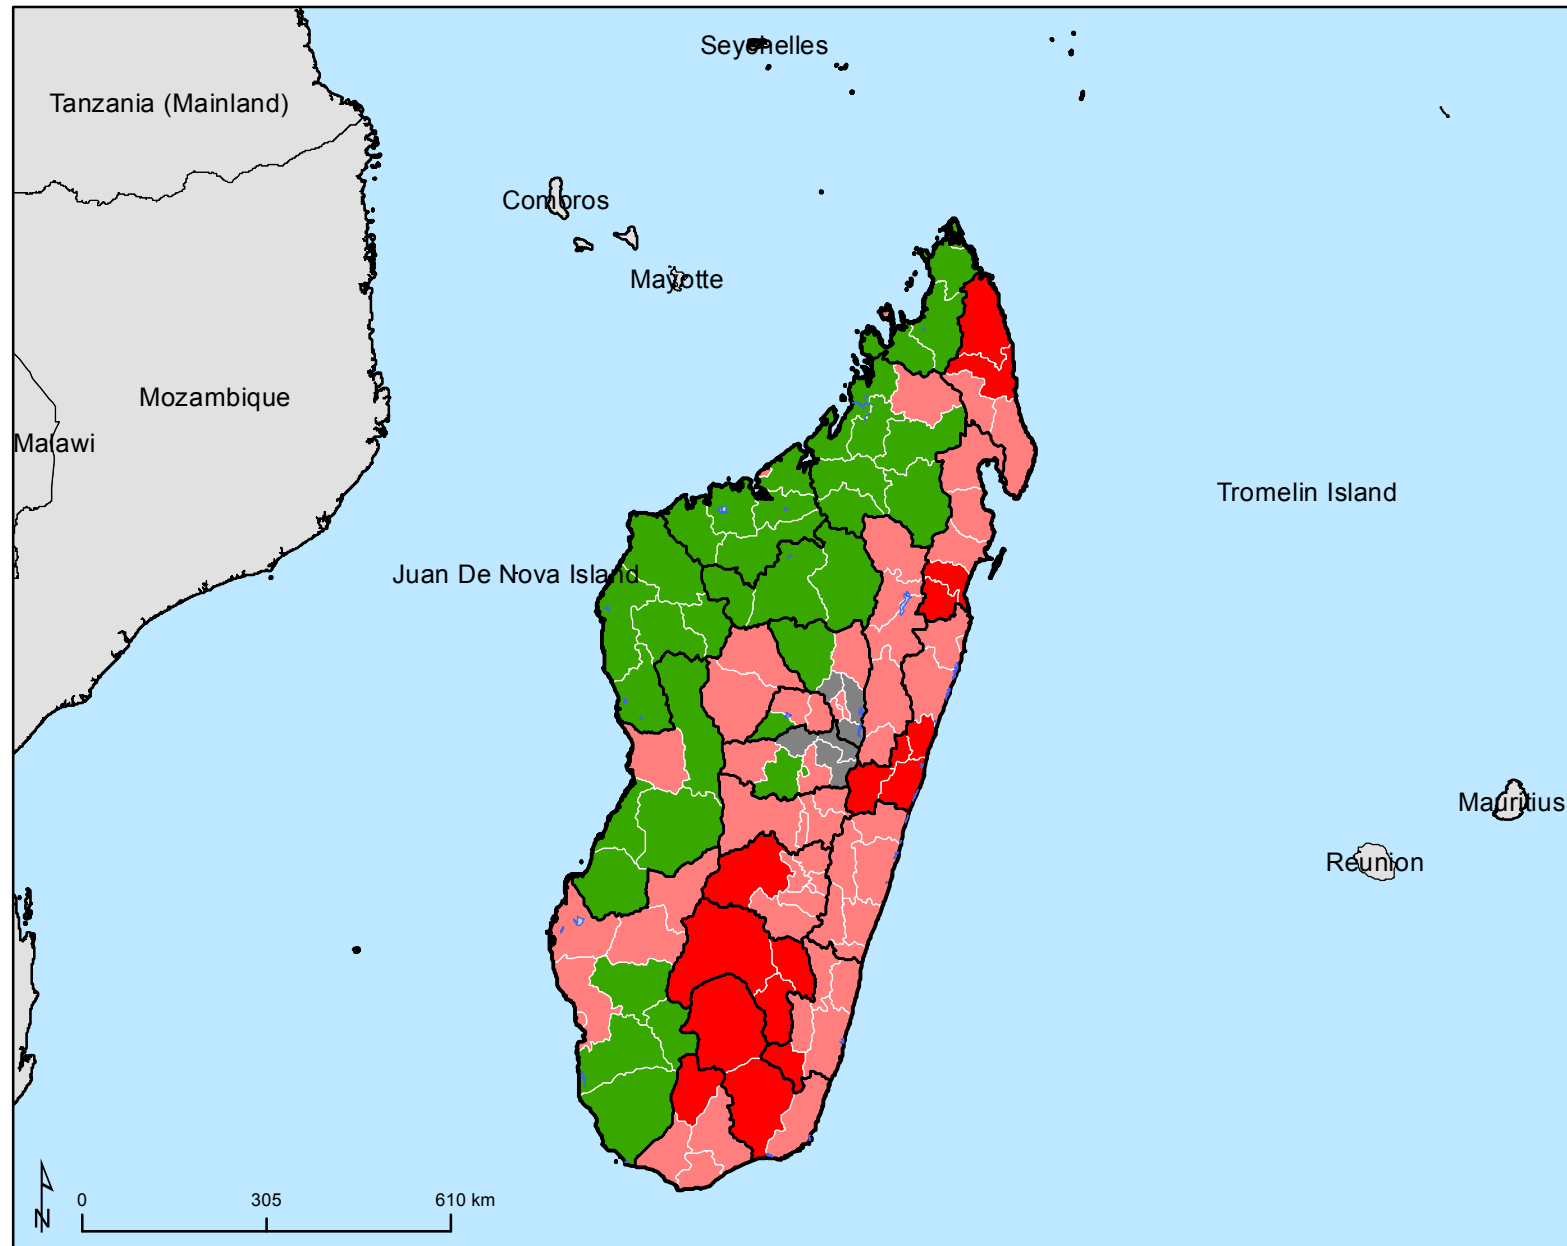 Seychelles
Tanzania (Mainland)
Comoros
Mayotte
Mozambique
Malawi
Tromelin Island
Juan De Nova Island
Mauritius
Reunion
N
0 305 610 km